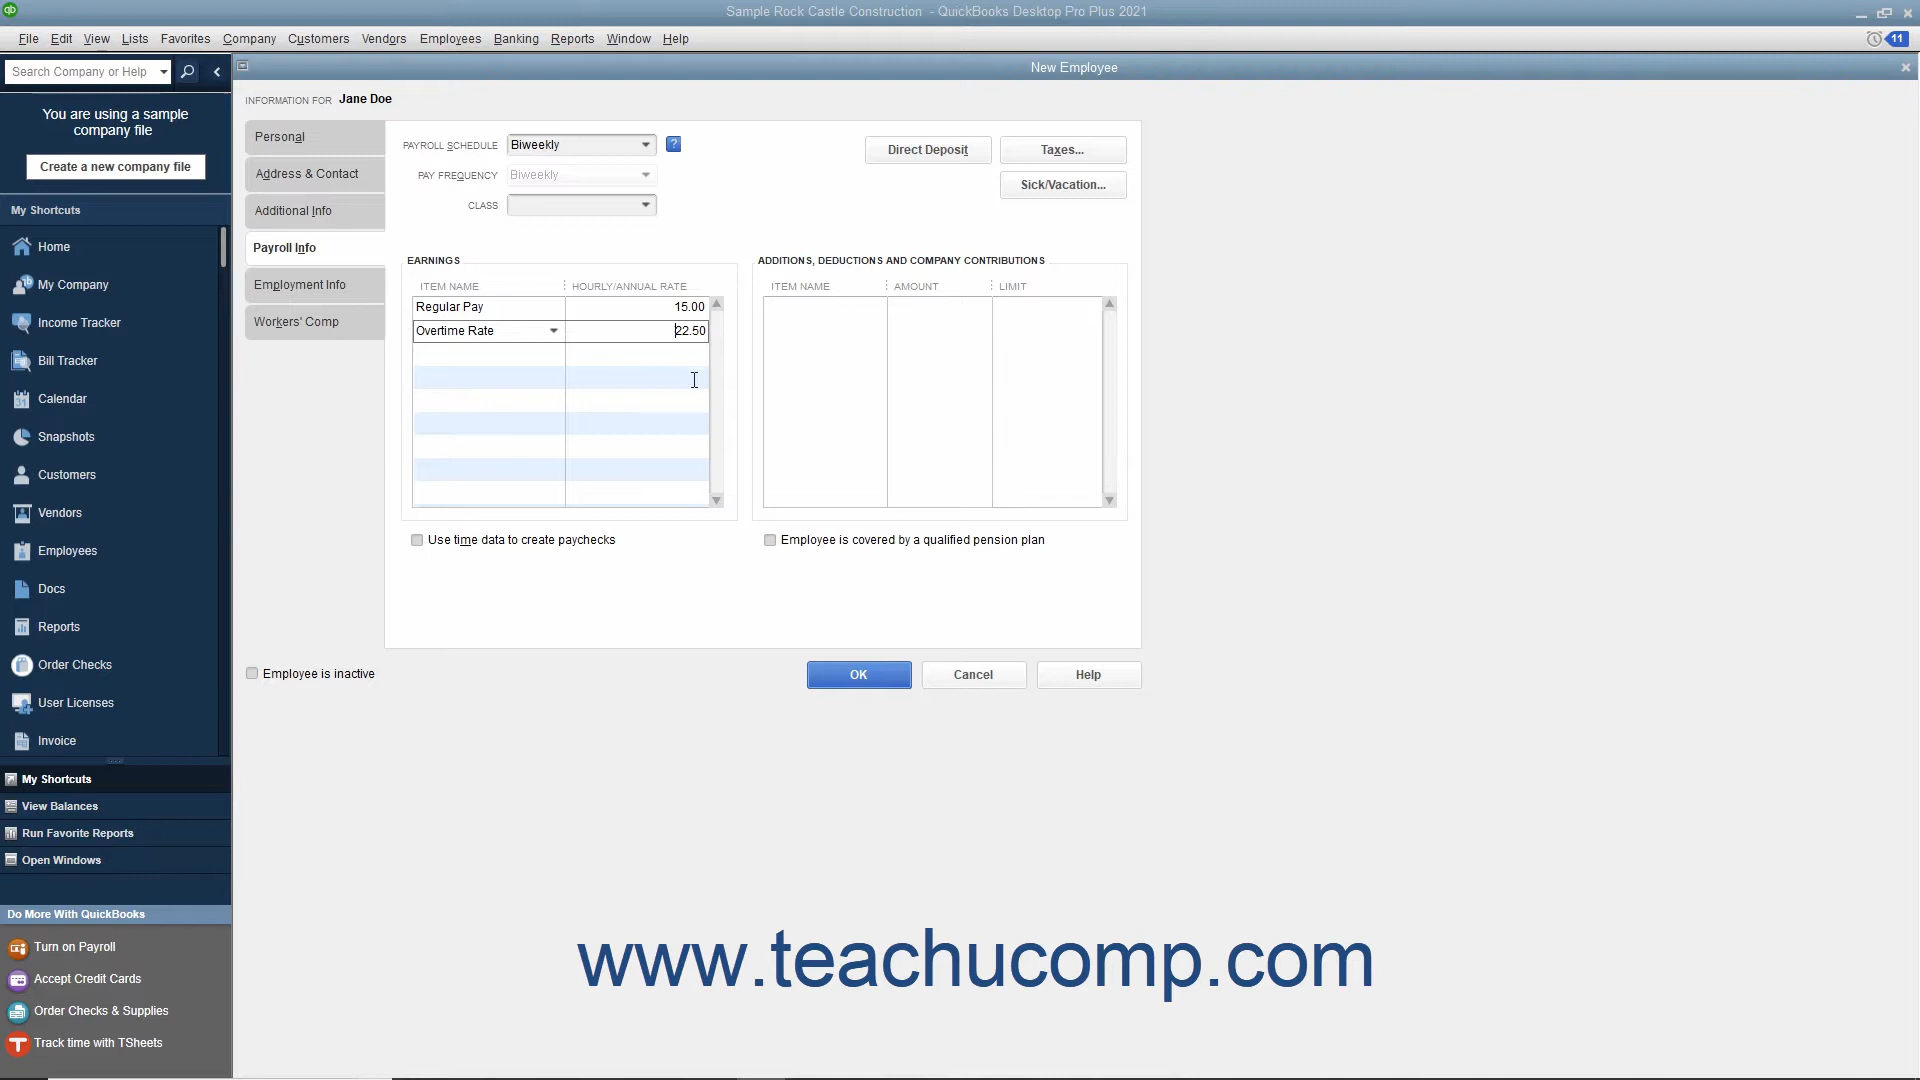 Sample Rock Castle Construction - QuickBooks Desktop Pro Plus 2021
File Edit View Lists Favorites Company Customers Vendors Employees Banking Reports Window Help
11
Search Company or Help
New Employee
You are using a sample
company file
Create a new company file
My Shortcuts
Home
My Company
Income Tracker
Bill Tracker
Calendar
Snapshots
Customers
Vendors
Employees
Docs
Reports
Order Checks
User Licenses
Invoice
My Shortcuts
View Balances
Run Favorite Reports
Open Windows
Do More With QuickBooks
Turn on Payroll
Accept Credit Cards
Order Checks & Supplies
Track time with TSheets
INFORMATION FOR Jane Doe
Personal
Address & Contact
Additional Info
Payroll Info
Employment Info
Workers' Comp
PAYROLL SCHEDULE Biweekly ?
PAY FREQUENCY Biweekly
CLASS
Direct Deposit
Taxes...
Sick/Vacation...
EARNINGS
ITEM NAME HOURLY/ANNUAL RATE
Regular Pay 15.00
Overtime Rate 22.50
ADDITIONS, DEDUCTIONS AND COMPANY CONTRIBUTIONS
ITEM NAME AMOUNT LIMIT
Use time data to create paychecks
Employee is covered by a qualified pension plan
Employee is inactive
OK
Cancel
Help
www.teachucomp.com